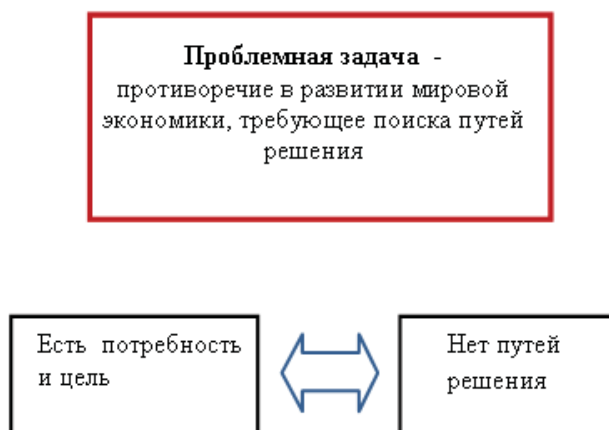 Проблемная задача -
противоречие в развитии мировой
экономики, требующее поиска путей
решения
Есть потребность
и цель
Нет путей
решения